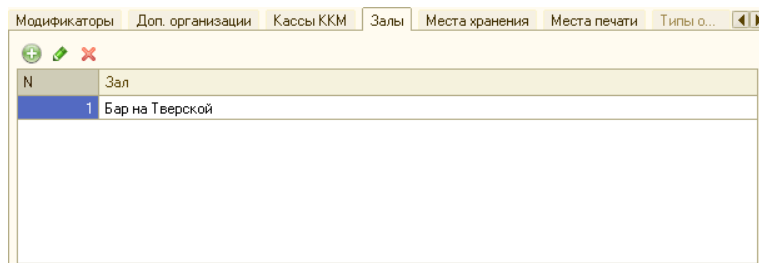 Модификаторы Доп. организации Кассы ККМ Залы Места хранения Места печати Типы о...
N Зал
1 Бар на Тверской